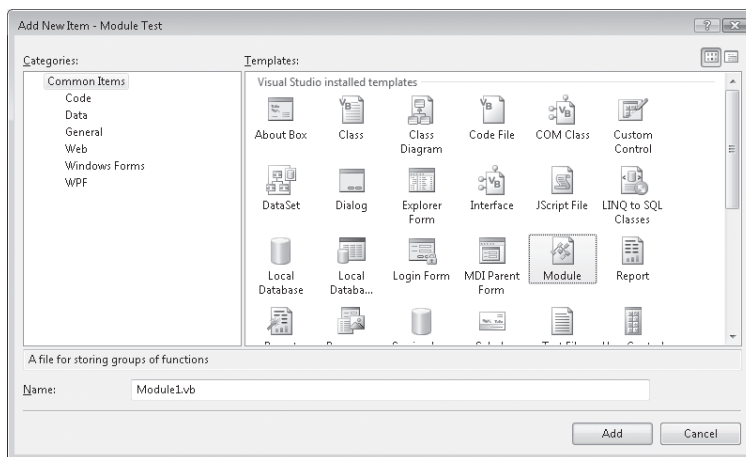 Add New Item - Module Test
Categories:
Common Items
Code
Data
General
Web
Windows Forms
WPF
Templates:
Visual Studio installed templates
About Box
Class
Class Diagram
Code File
COM Class
Custom Control
DataSet
Dialog
Explorer Form
Interface
JScript File
LINQ to SQL Classes
Local Database
Local Databa...
Login Form
MDI Parent Form
Module
Report
A file for storing groups of functions
Name:
Module1.vb
Add
Cancel